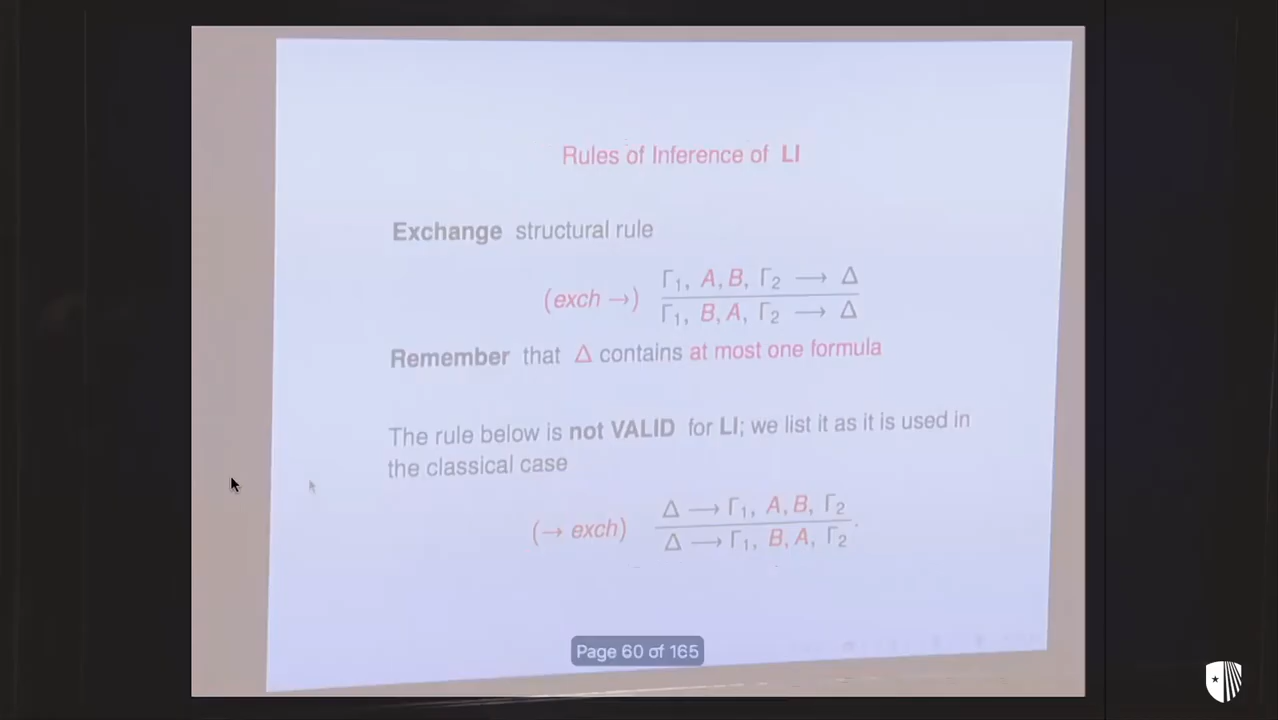 Rules of Inference of LI
Exchange structural rule
(exch →) Γ₁, A, B, Γ₂ ⟶ Δ
Γ₁, B, A, Γ₂ ⟶ Δ
Remember that Δ contains at most one formula
The rule below is not VALID for LI; we list it as it is used in
the classical case
(→ exch) Δ ⟶ Γ₁, A, B, Γ₂
Δ ⟶ Γ₁, B, A, Γ₂.
Page 60 of 165